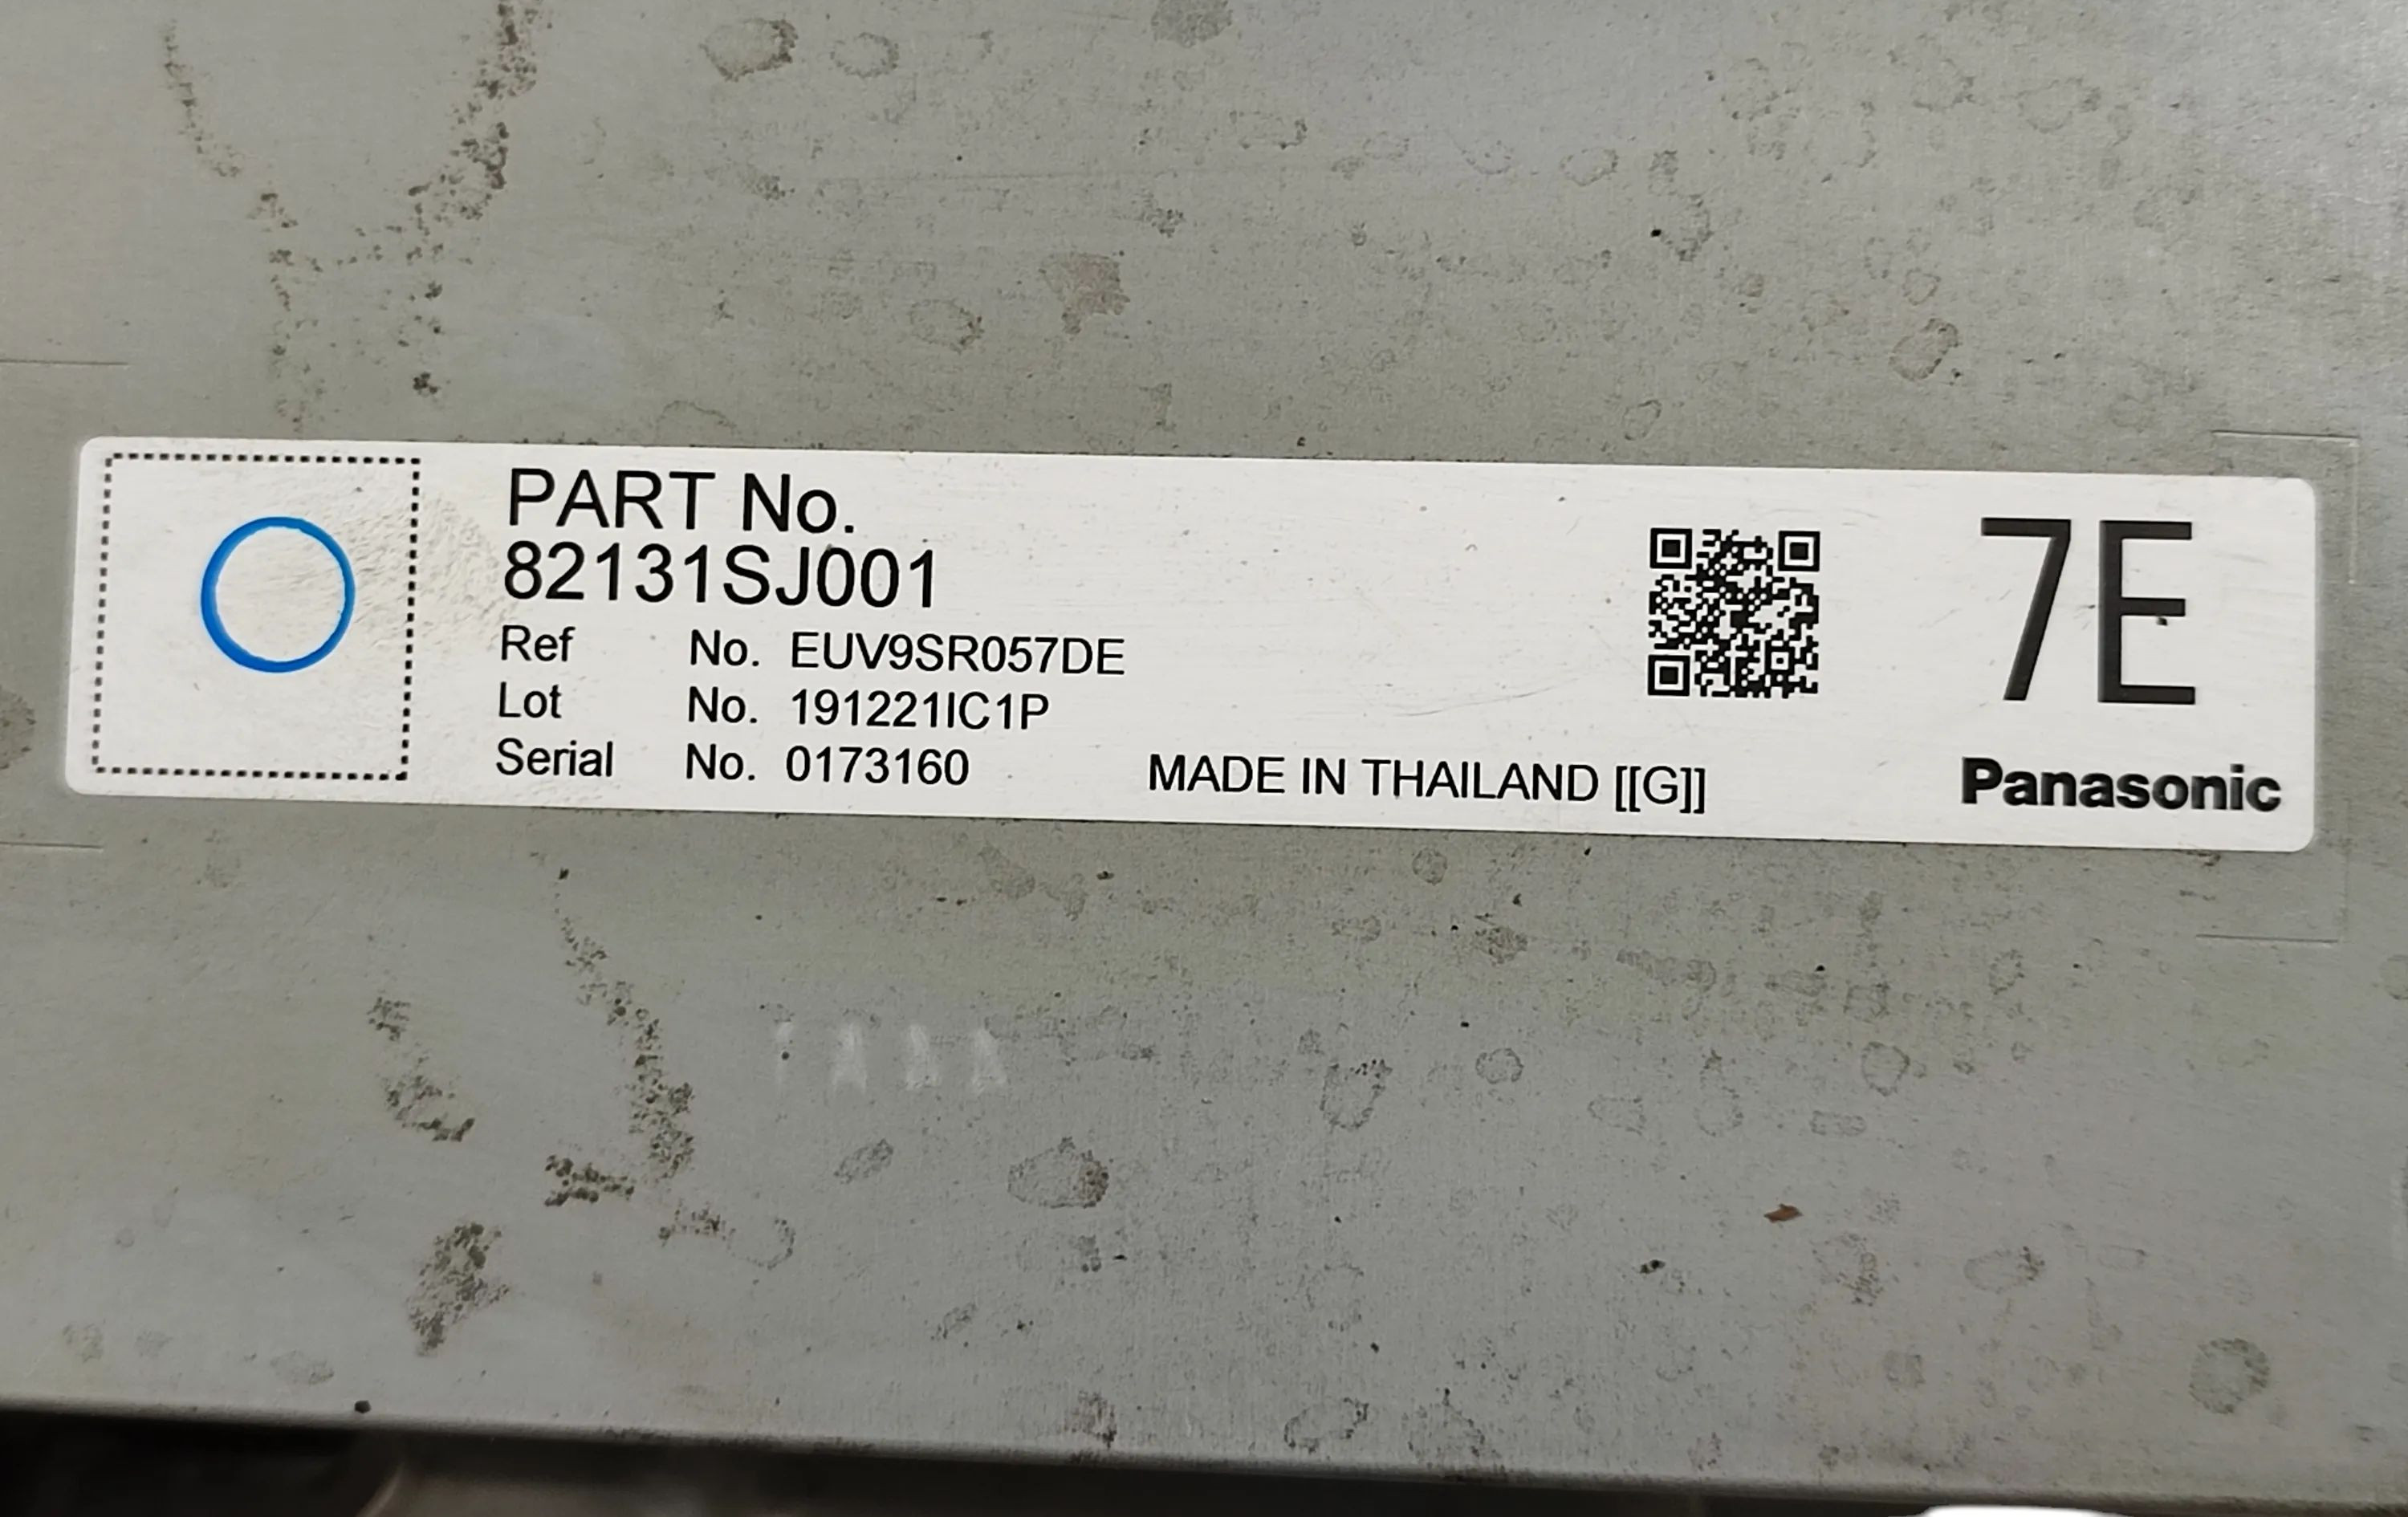 PART No.
82131SJ001
Ref No. EUV9SR057DE
Lot No. 191221IC1P
Serial No. 0173160
MADE IN THAILAND [[G]]
7E
Panasonic